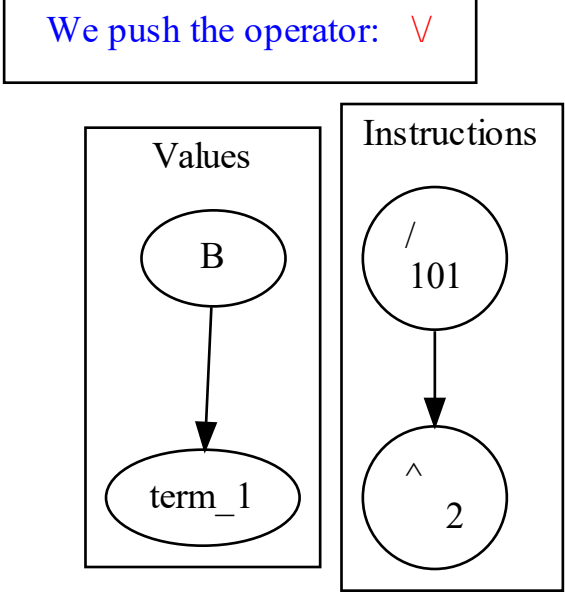 We push the operator: \/
Values
Instructions
B
/
101
term_1
^
2